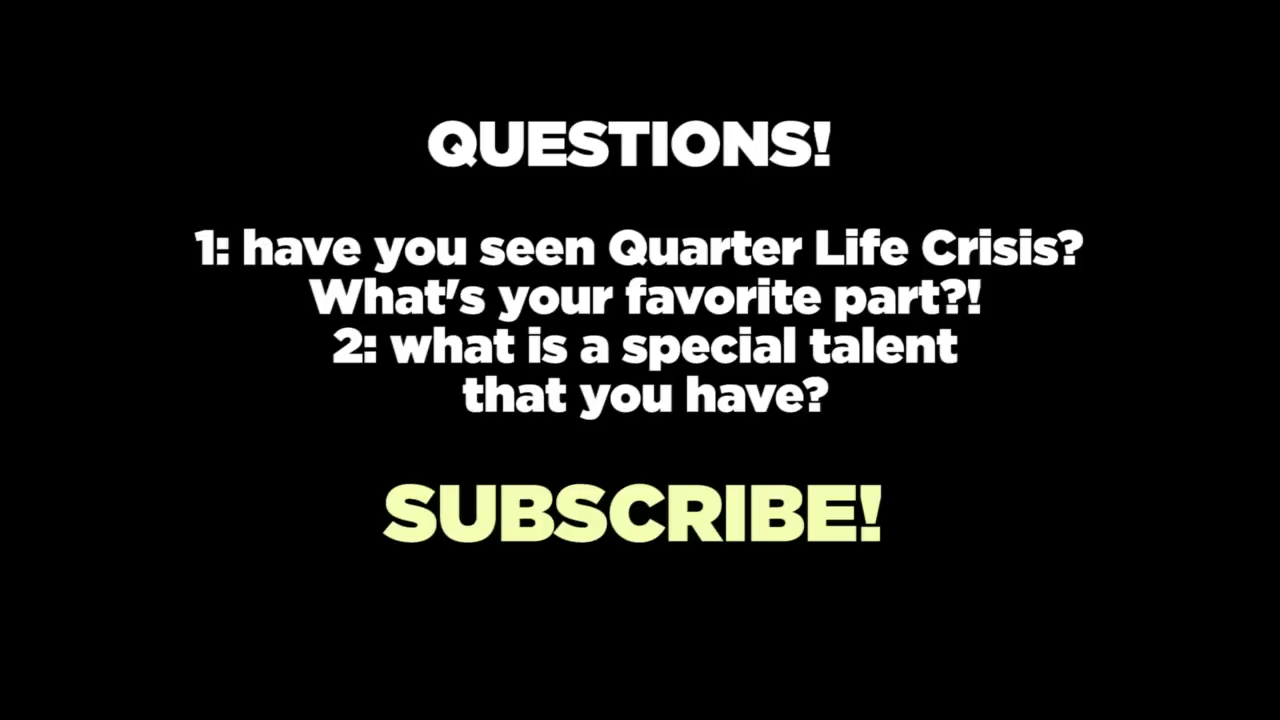 QUESTIONS!
1: have you seen Quarter Life Crisis?
What's your favorite part?!
2: what is a special talent
that you have?
SUBSCRIBE!